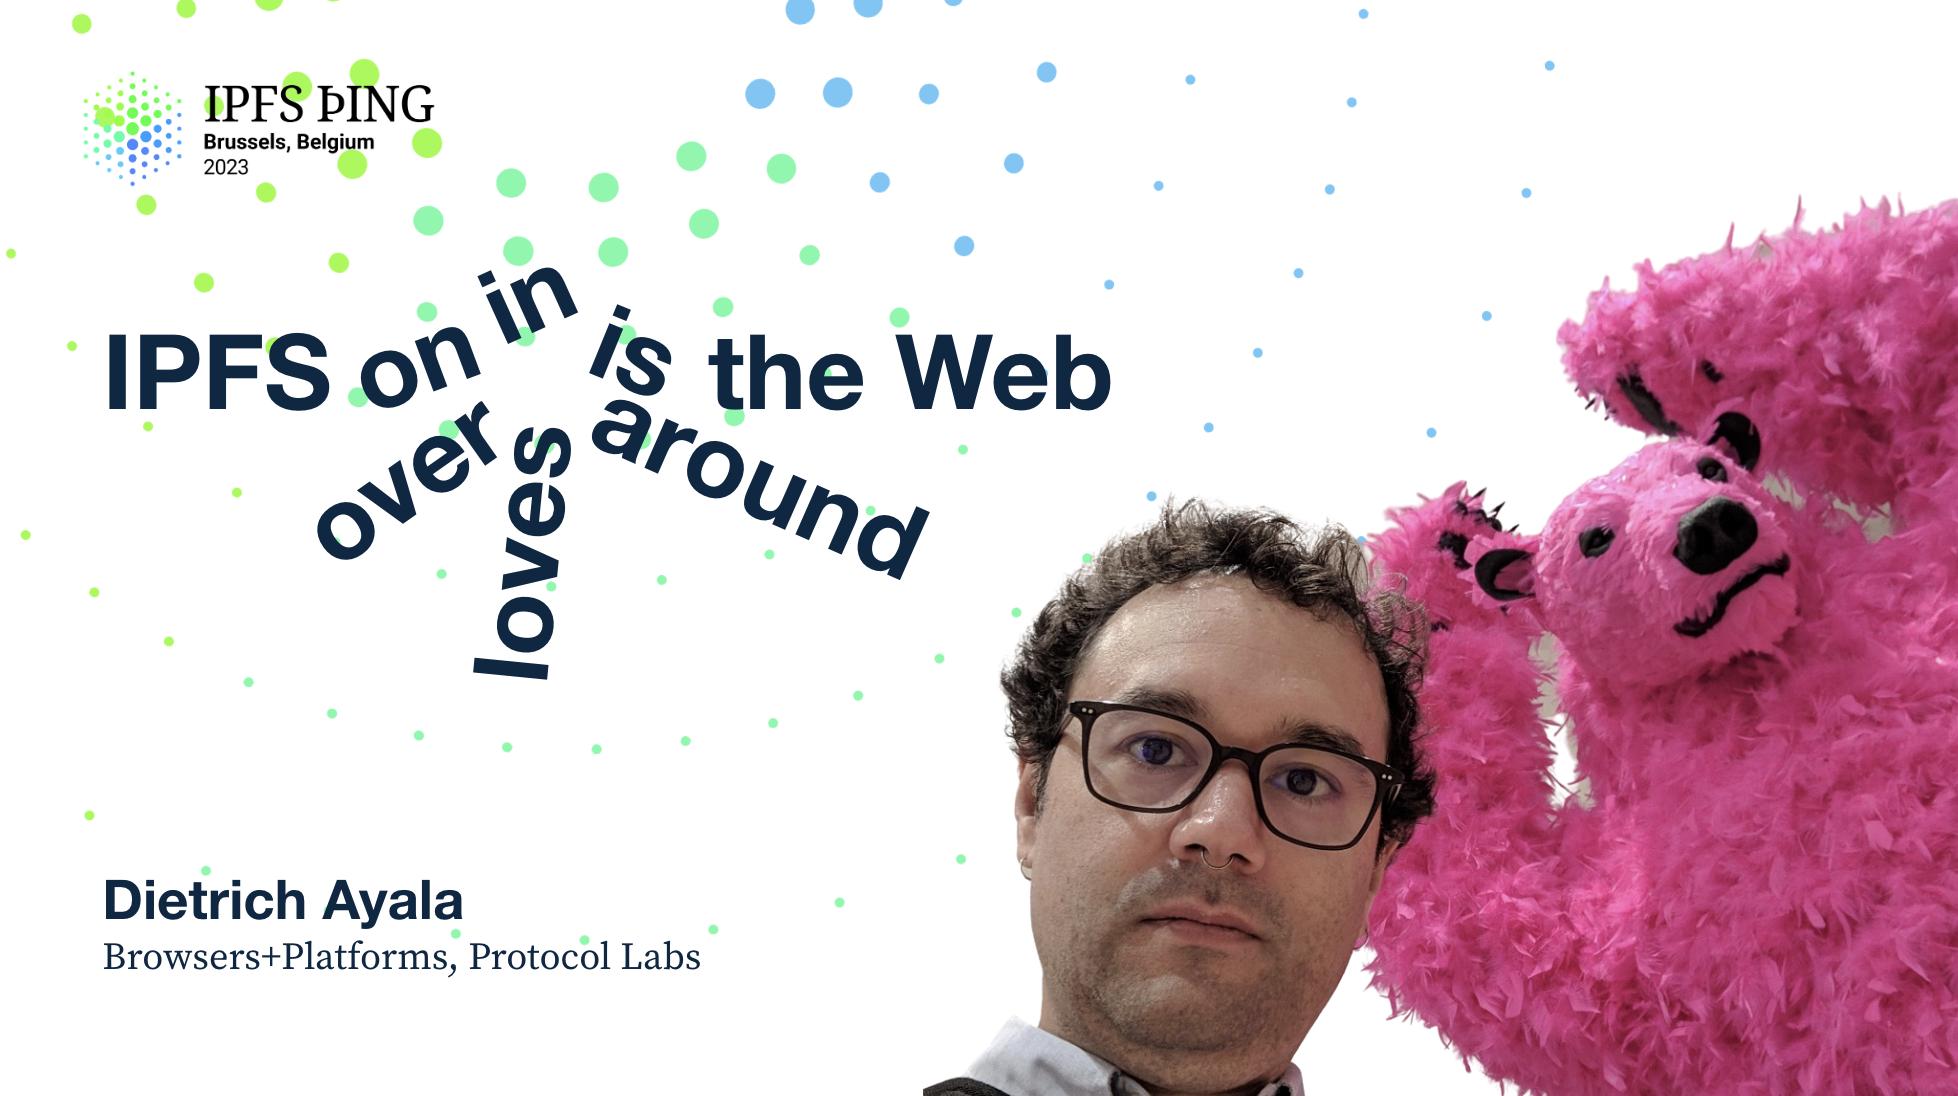 IPFS ÞING
Brussels, Belgium
2023
IPFS on in is the Web
over loves around
Dietrich Ayala
Browsers+Platforms, Protocol Labs